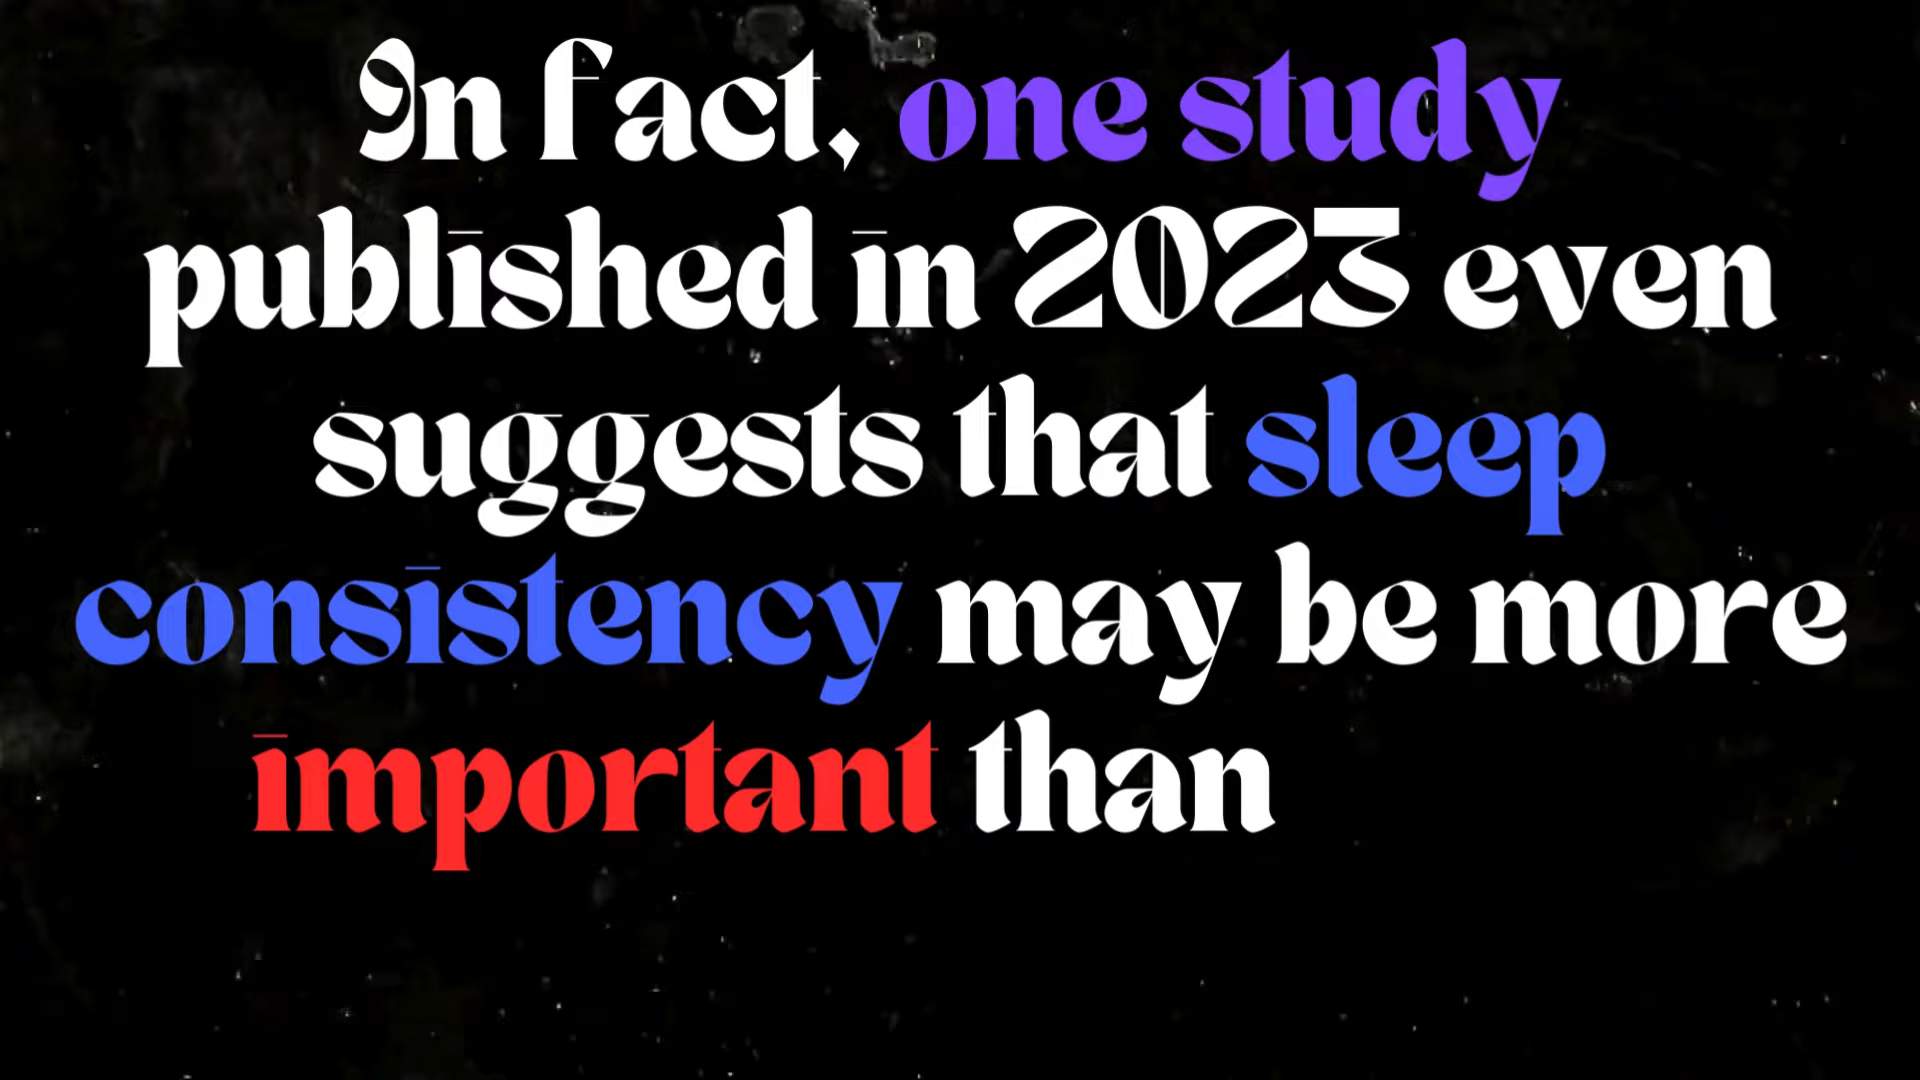 In fact, one study
published in 2023 even
suggests that sleep
consistency may be more
important than